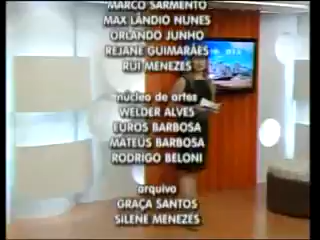 MARCO SARMENTO
MAX LÂNDIO NUNES
ORLANDO JUNHO
REJANE GUIMARÃES
RUI MENEZES
núcleo de artes
WELDER ALVES
EUROS BARBOSA
MATEUS BARBOSA
RODRIGO BELONI
arquivo
GRAÇA SANTOS
SILENE MENEZES
DIA